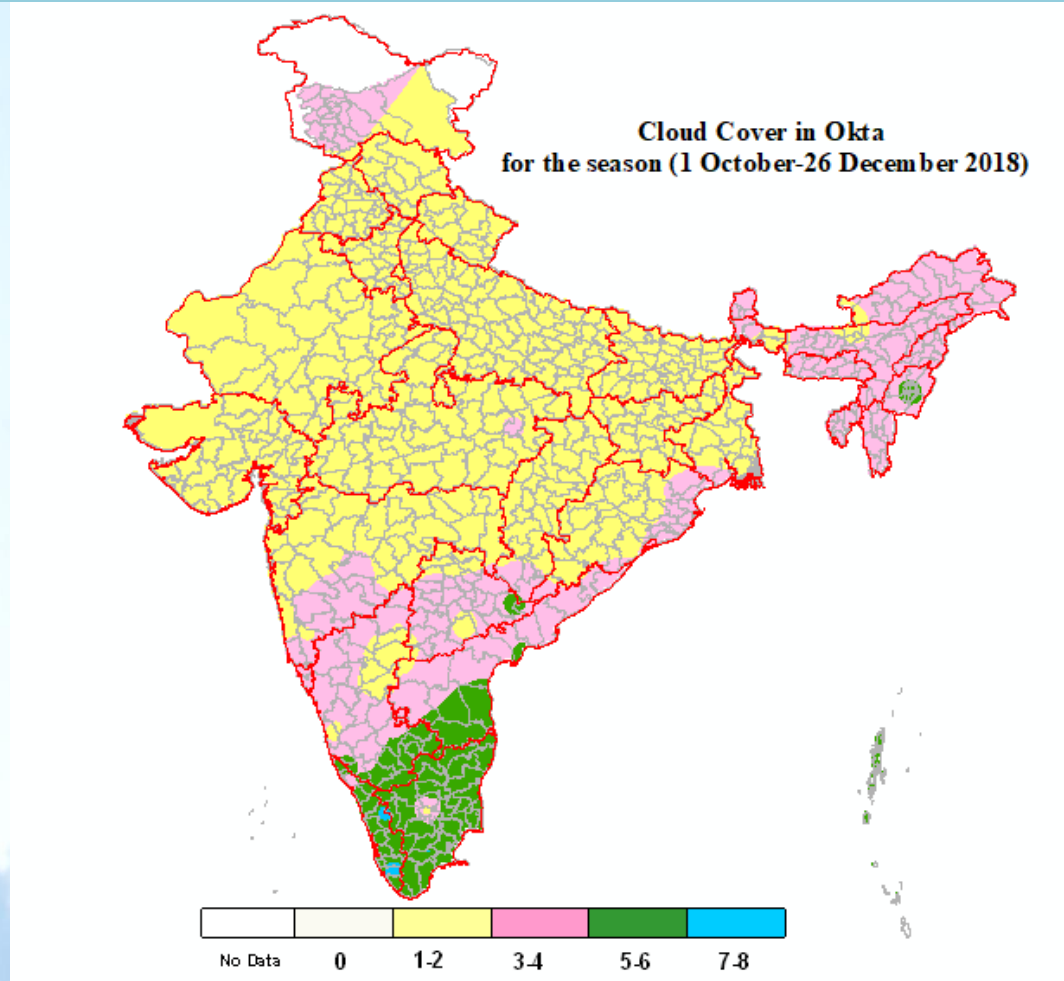 Cloud Cover in Okta
for the season (1 October-26 December 2018)
No Data 0 1-2 3-4 5-6 7-8